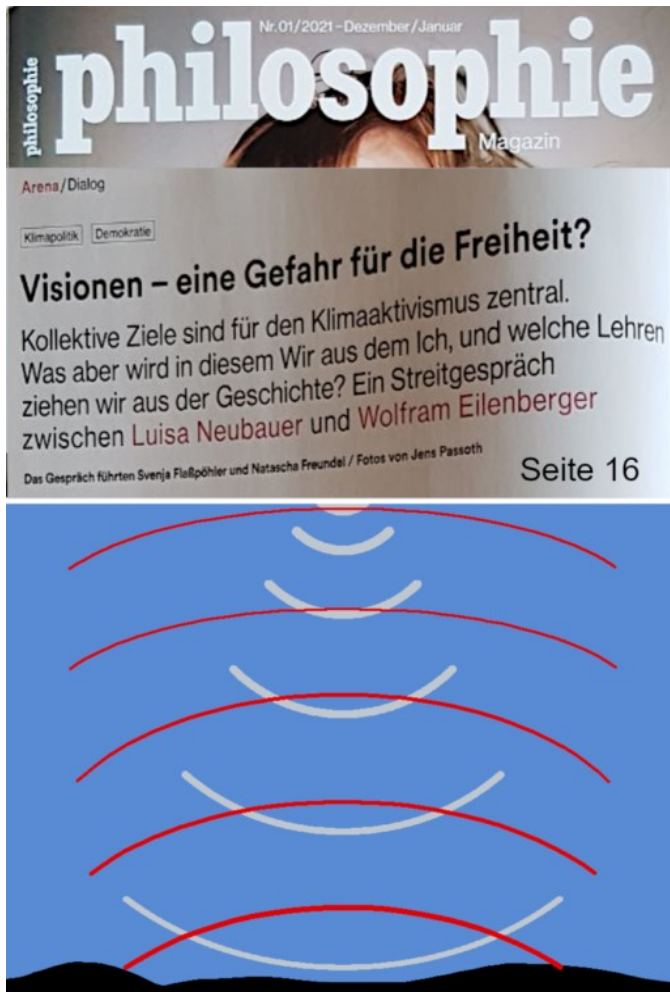 Nr.01/2021–Dezember/Januar
philosophie
philosophie
Magazin
Arena/Dialog
Klimapolitik Demokratie
Visionen – eine Gefahr für die Freiheit?
Kollektive Ziele sind für den Klimaaktivismus zentral.
Was aber wird in diesem Wir aus dem Ich, und welche Lehren
ziehen wir aus der Geschichte? Ein Streitgespräch
zwischen Luisa Neubauer und Wolfram Eilenberger
Das Gespräch führten Svenja Flaßpöhler und Natascha Freundel / Fotos von Jens Passoth
Seite 16